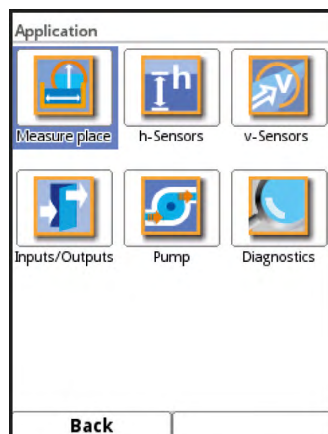 Application
Measure place h-Sensors v-Sensors
Inputs/Outputs Pump Diagnostics
Back